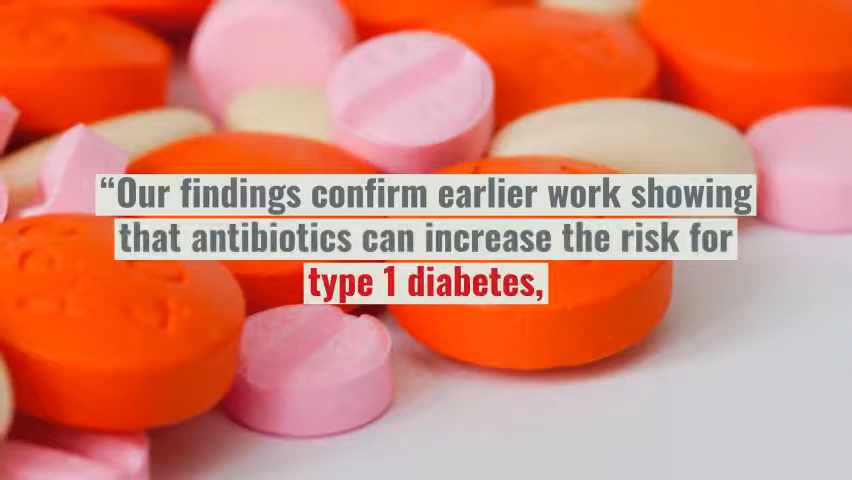 “Our findings confirm earlier work showing
that antibiotics can increase the risk for
type 1 diabetes,